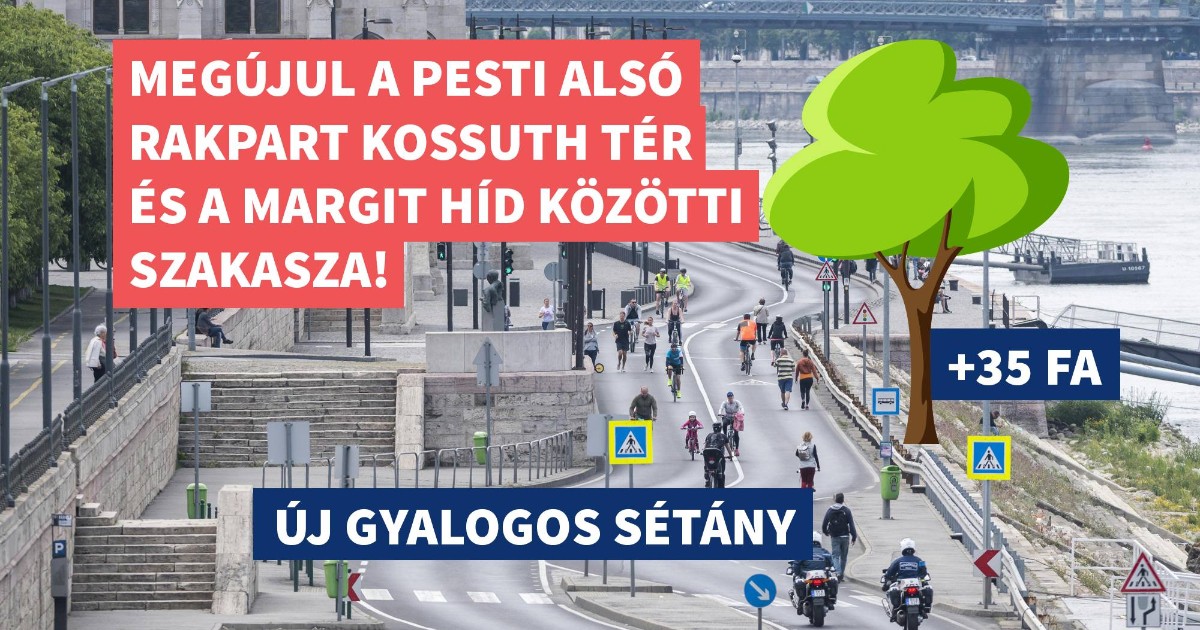 MEGÚJUL A PESTI ALSÓ
RAKPART KOSSUTH TÉR
ÉS A MARGIT HÍD KÖZÖTTI
SZAKASZA!
+35 FA
ÚJ GYALOGOS SÉTÁNY
P